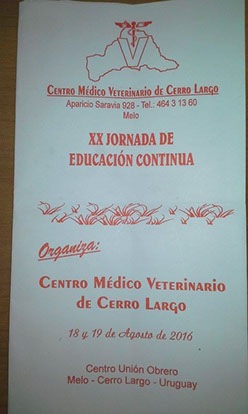 V
CENTRO MÉDICO VETERINARIO DE CERRO LARGO
Aparicio Saravia 928 - Tel.: 464 3 13 60
Melo
XX JORNADA DE
EDUCACIÓN CONTINUA
Organiza:
CENTRO MÉDICO VETERINARIO
DE CERRO LARGO
18 y 19 de Agosto de 2016
Centro Unión Obrero
Melo - Cerro Largo - Uruguay